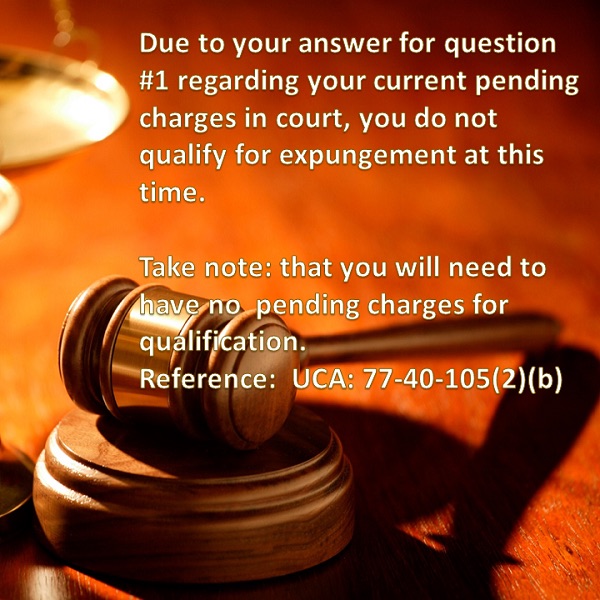 Due to your answer for question
#1 regarding your current pending
charges in court, you do not
qualify for expungement at this
time.
Take note: that you will need to
have no  pending charges for
qualification.
Reference:  UCA: 77-40-105(2)(b)